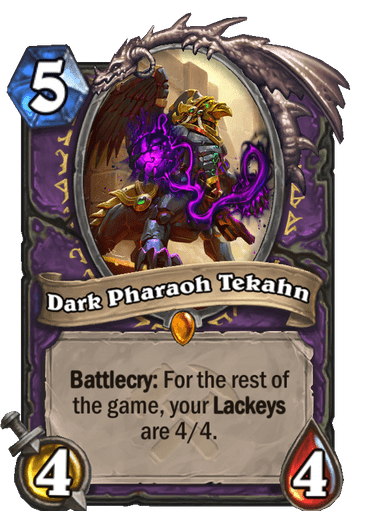 5
Dark Pharaoh Tekahn
Battlecry: For the rest of
the game, your Lackeys
are 4/4.
4
4